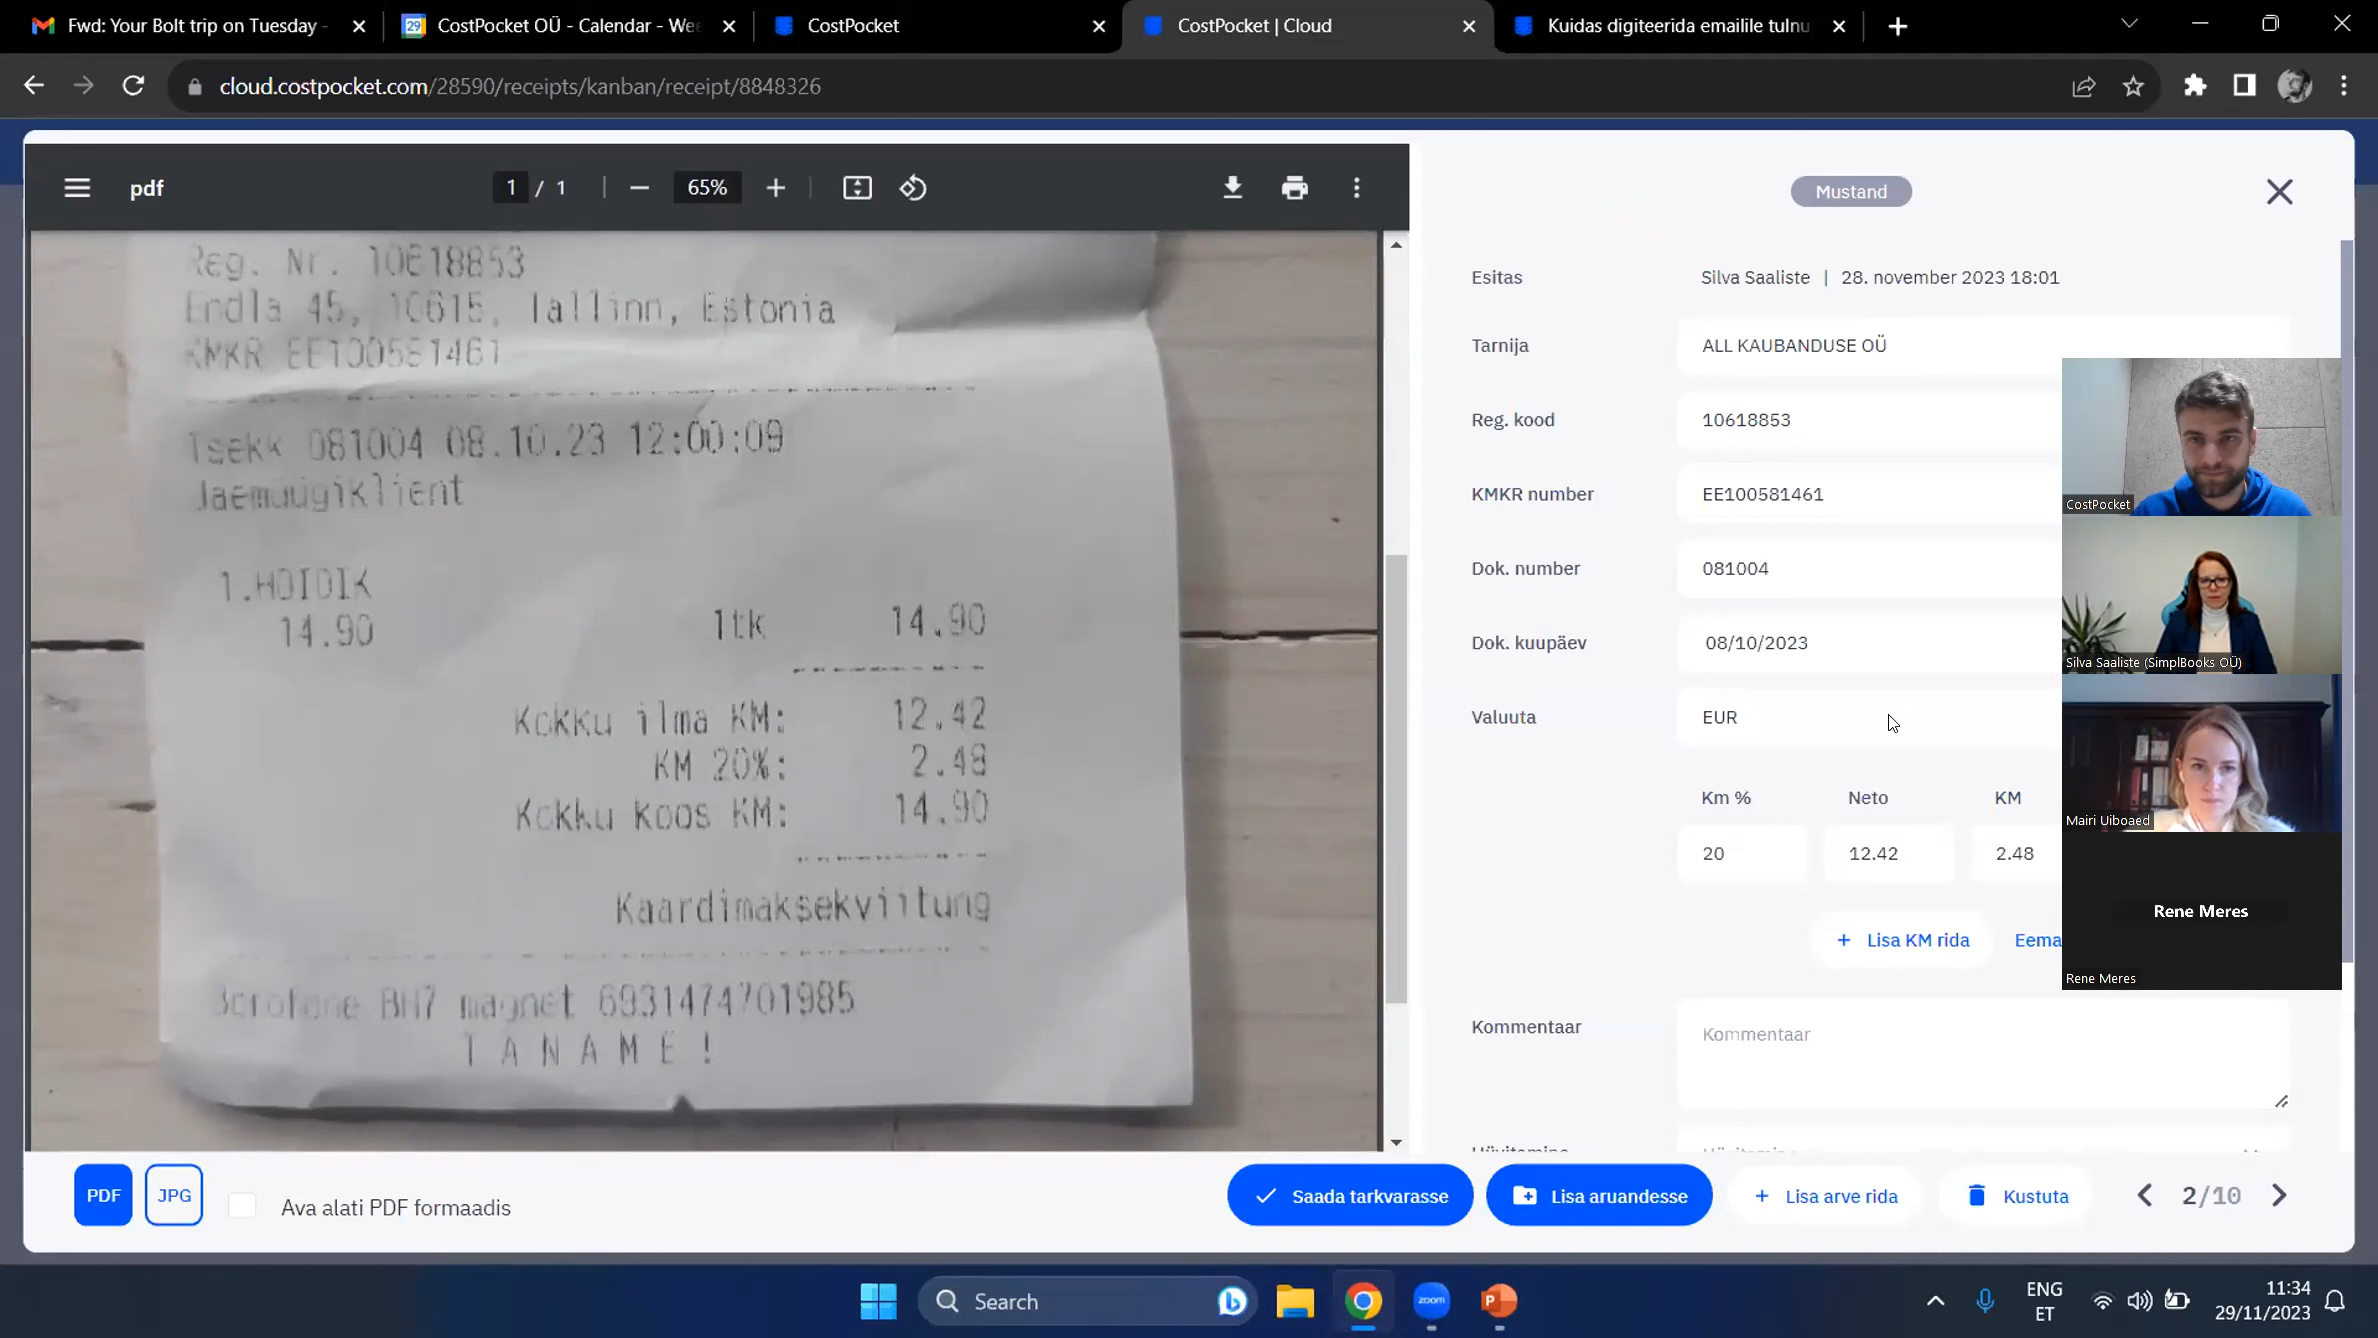 Fwd: Your Bolt trip on Tuesday -
CostPocket OÜ - Calendar - Wee
CostPocket
CostPocket | Cloud
Kuidas digiteerida emailile tulnu
cloud.costpocket.com/28590/receipts/kanban/receipt/8848326
pdf
1 / 1
65%
Reg. Nr. 10618853
Endla 45, 10615, Tallinn, Estonia
KMKR EE100581461
Tsekk 081004 08.10.23 12:00:09
Jaemüügiklient
1.HOIDIK
14.90 1tk 14.90
Kokku ilma KM: 12.42
KM 20%: 2.48
Kokku koos KM: 14.90
Kaardimaksekviitung
Borofone BH7 magnet 6931474701985
T A N A M E !
Mustand
Esitas Silva Saaliste | 28. november 2023 18:01
Tarnija ALL KAUBANDUSE OÜ
Reg. kood 10618853
KMKR number EE100581461
Dok. number 081004
Dok. kuupäev 08/10/2023
Valuuta EUR
Km % Neto KM
20 12.42 2.48
+ Lisa KM rida Eema
Kommentaar Kommentaar
CostPocket
Silva Saaliste (SimplBooks OÜ)
Mairi Uiboaed
Rene Meres
Rene Meres
PDF JPG Ava alati PDF formaadis
Saada tarkvarasse
Lisa aruandesse
+ Lisa arve rida
Kustuta
2/10
Search
zoom
ENG
ET
11:34
29/11/2023